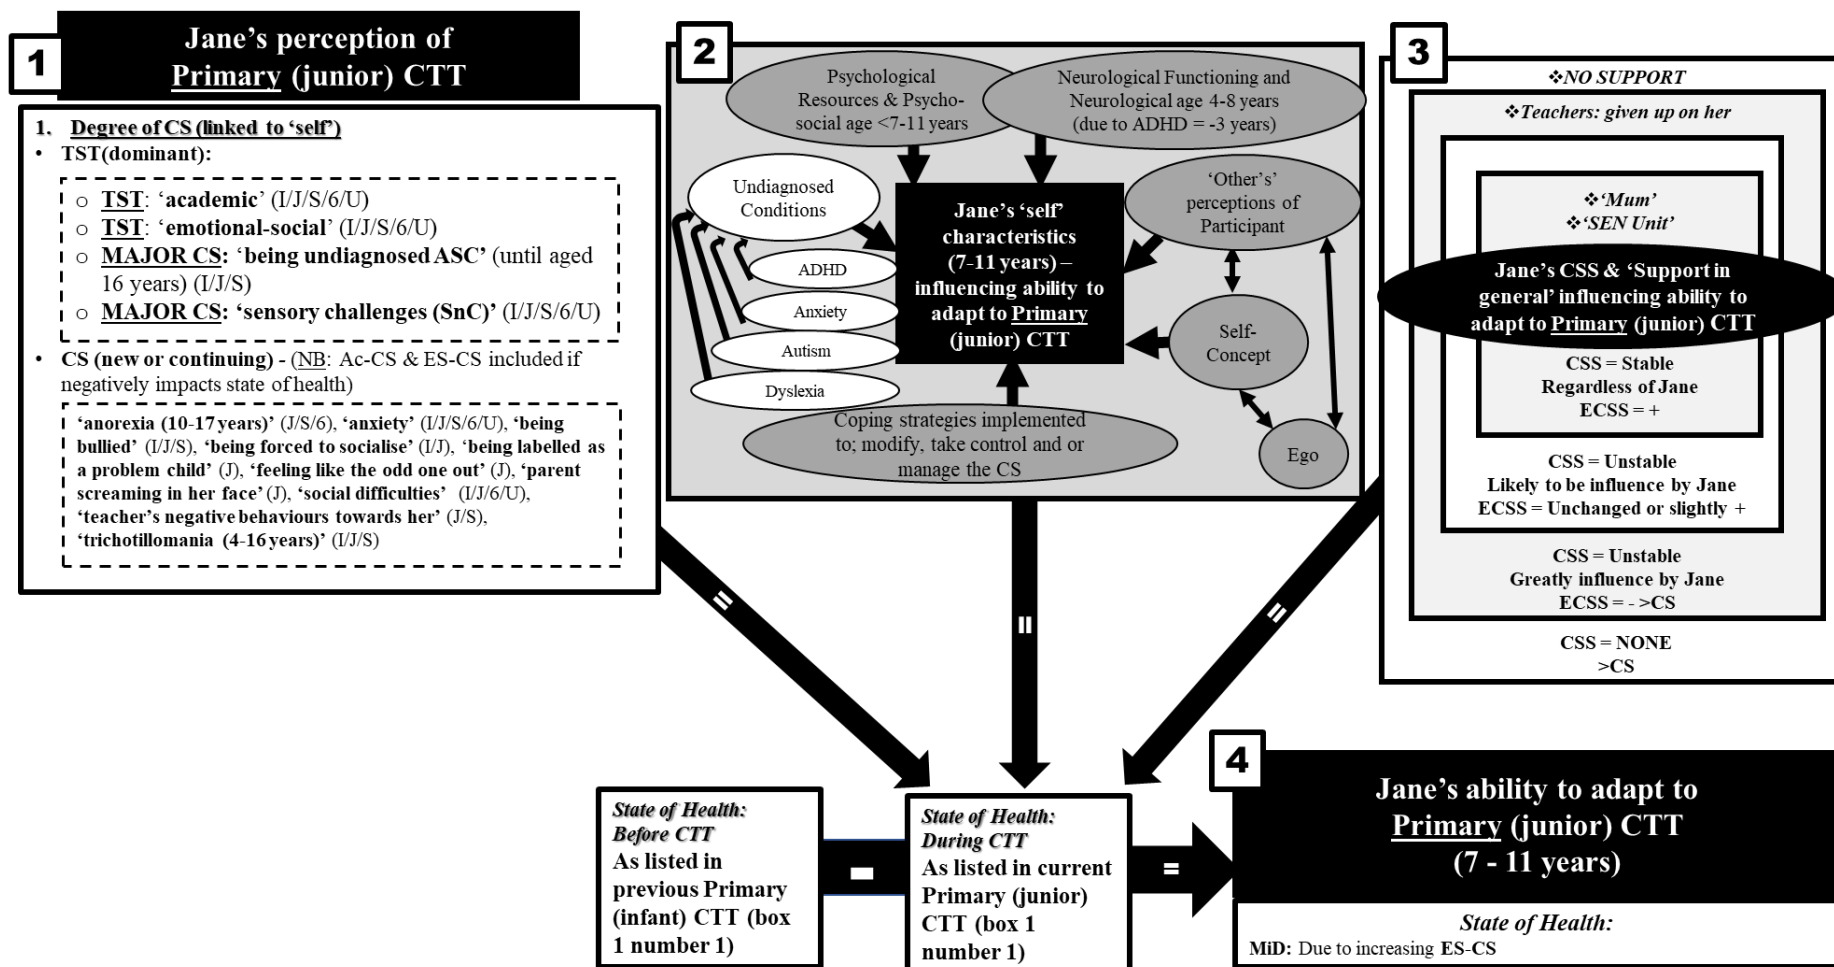 1
Jane’s perception of
Primary (junior) CTT
1. Degree of CS (linked to ‘self’)
• TST(dominant):
o TST: ‘academic’ (I/J/S/6/U)
o TST: ‘emotional-social’ (I/J/S/6/U)
o MAJOR CS: ‘being undiagnosed ASC’ (until aged
16 years) (I/J/S)
o MAJOR CS: ‘sensory challenges (SnC)’ (I/J/S/6/U)
• CS (new or continuing) - (NB: Ac-CS & ES-CS included if
negatively impacts state of health)
‘anorexia (10-17 years)’ (J/S/6), ‘anxiety’ (I/J/S/6/U), ‘being
bullied’ (I/J/S), ‘being forced to socialise’ (I/J), ‘being labelled as
a problem child’ (J), ‘feeling like the odd one out’ (J), ‘parent
screaming in her face’ (J), ‘social difficulties’ (I/J/6/U),
‘teacher’s negative behaviours towards her’ (J/S),
‘trichotillomania (4-16 years)’ (I/J/S)
2
Psychological
Resources & Psycho-
social age <7-11 years
Neurological Functioning and
Neurological age 4-8 years
(due to ADHD = -3 years)
Undiagnosed
Conditions
ADHD
Anxiety
Autism
Dyslexia
Jane’s ‘self’
characteristics
(7-11 years) –
influencing ability to
adapt to Primary
(junior) CTT
‘Other’s’
perceptions of
Participant
Self-
Concept
Ego
Coping strategies implemented
to; modify, take control and or
manage the CS
3
❖NO SUPPORT
❖Teachers: given up on her
❖‘Mum’
❖‘SEN Unit’
Jane’s CSS & ‘Support in
general’ influencing ability to
adapt to Primary (junior) CTT
CSS = Stable
Regardless of Jane
ECSS = +
CSS = Unstable
Likely to be influence by Jane
ECSS = Unchanged or slightly +
CSS = Unstable
Greatly influence by Jane
ECSS = - >CS
CSS = NONE
>CS
=
=
=
State of Health:
Before CTT
As listed in
previous Primary
(infant) CTT (box
1 number 1)
-
State of Health:
During CTT
As listed in current
Primary (junior)
CTT (box 1
number 1)
=
4
Jane’s ability to adapt to
Primary (junior) CTT
(7 - 11 years)
State of Health:
MiD: Due to increasing ES-CS